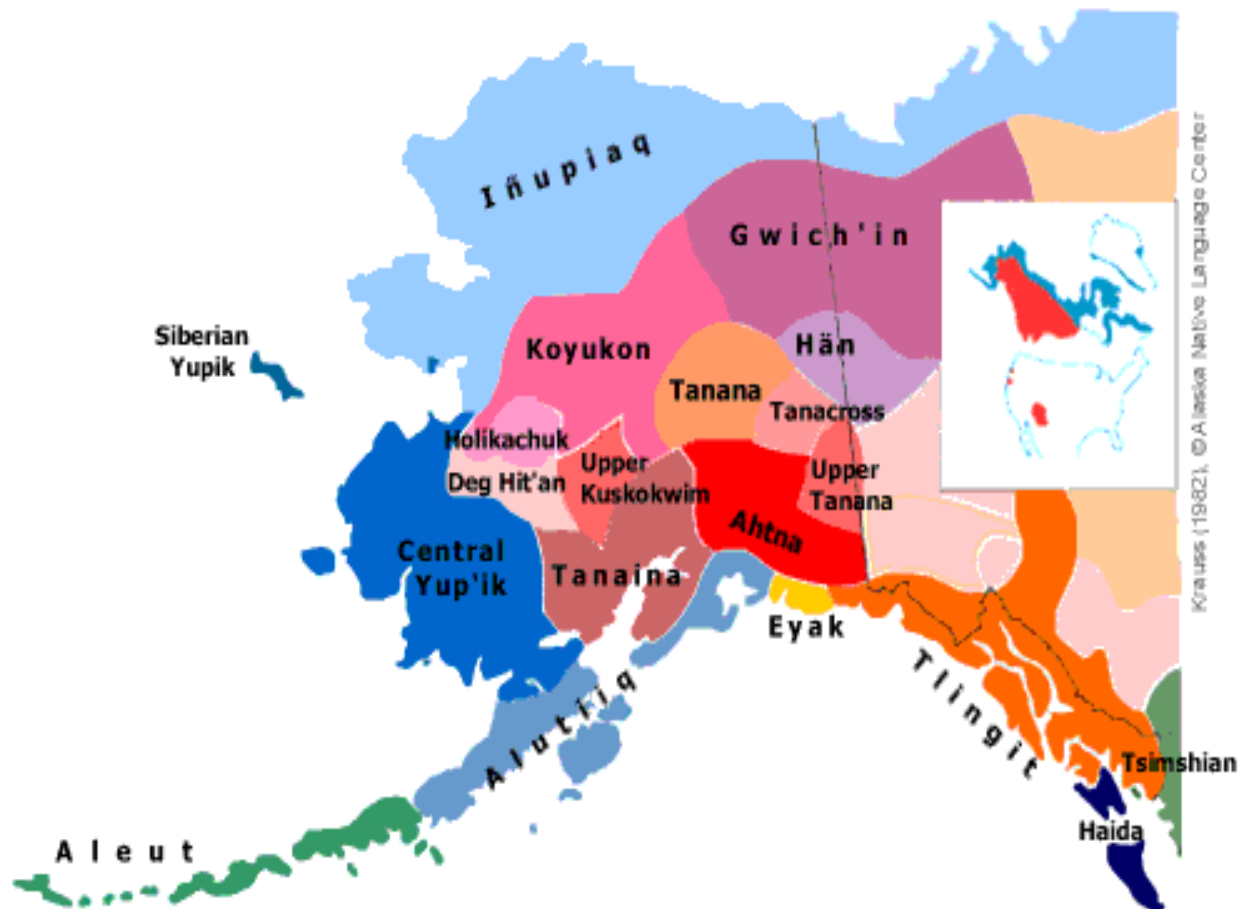 Iñupiaq
Gwich'in
Siberian
Yupik
Koyukon
Hän
Tanana
Tanacross
Holikachuk
Upper
Kuskokwim
Deg Hit'an
Upper
Tanana
Ahtna
Central
Yup'ik
Tanaina
Eyak
Alutiiq
Tlingit
Tsimshian
Haida
Aleut
Krauss (1982), © Alaska Native Language Center